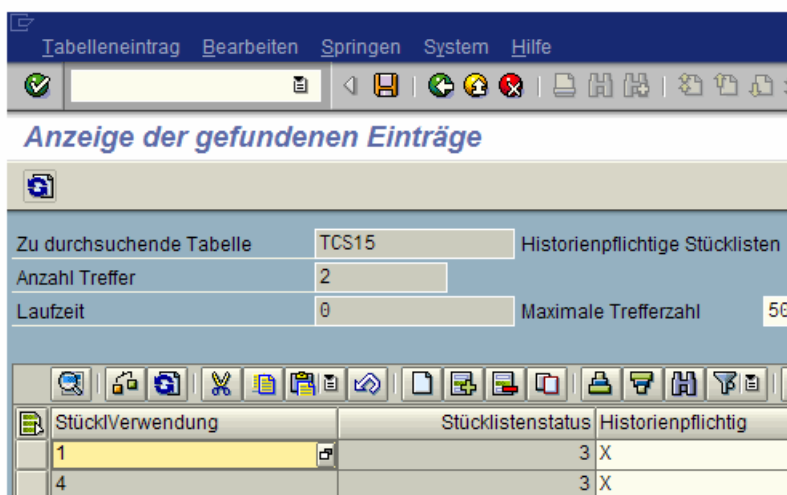 Tabelleneintrag Bearbeiten Springen System Hilfe
Anzeige der gefundenen Einträge
Zu durchsuchende Tabelle TCS15 Historienpflichtige Stücklisten
Anzahl Treffer 2
Laufzeit 0 Maximale Trefferzahl 50
StücklVerwendung Stücklistenstatus Historienpflichtig
1 3 X
4 3 X